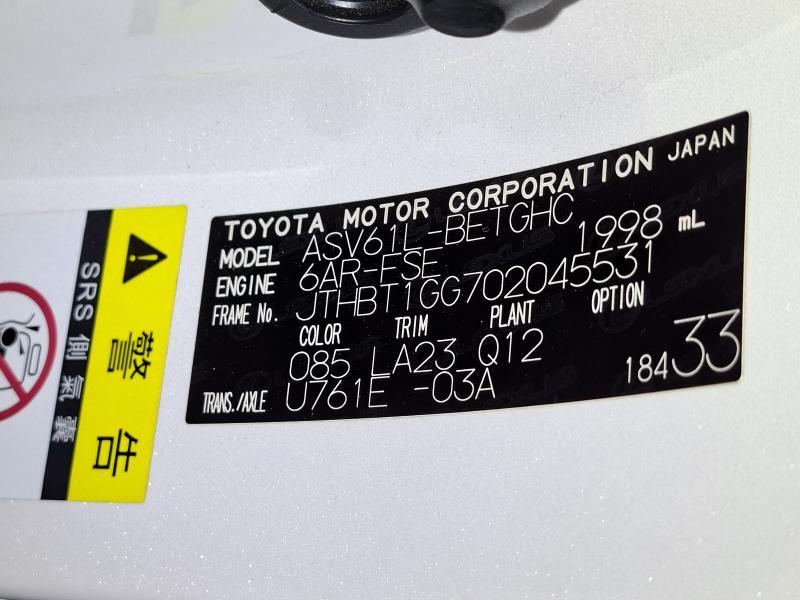 TOYOTA MOTOR CORPORATION JAPAN
MODEL ASV61L-BETGHC
ENGINE 6AR-FSE 1998 mL
FRAME No. JTHBT1GG702045531
COLOR TRIM PLANT OPTION
085 LA23 Q12
TRANS./AXLE U761E -03A 18433
警告
SRS 側氣囊